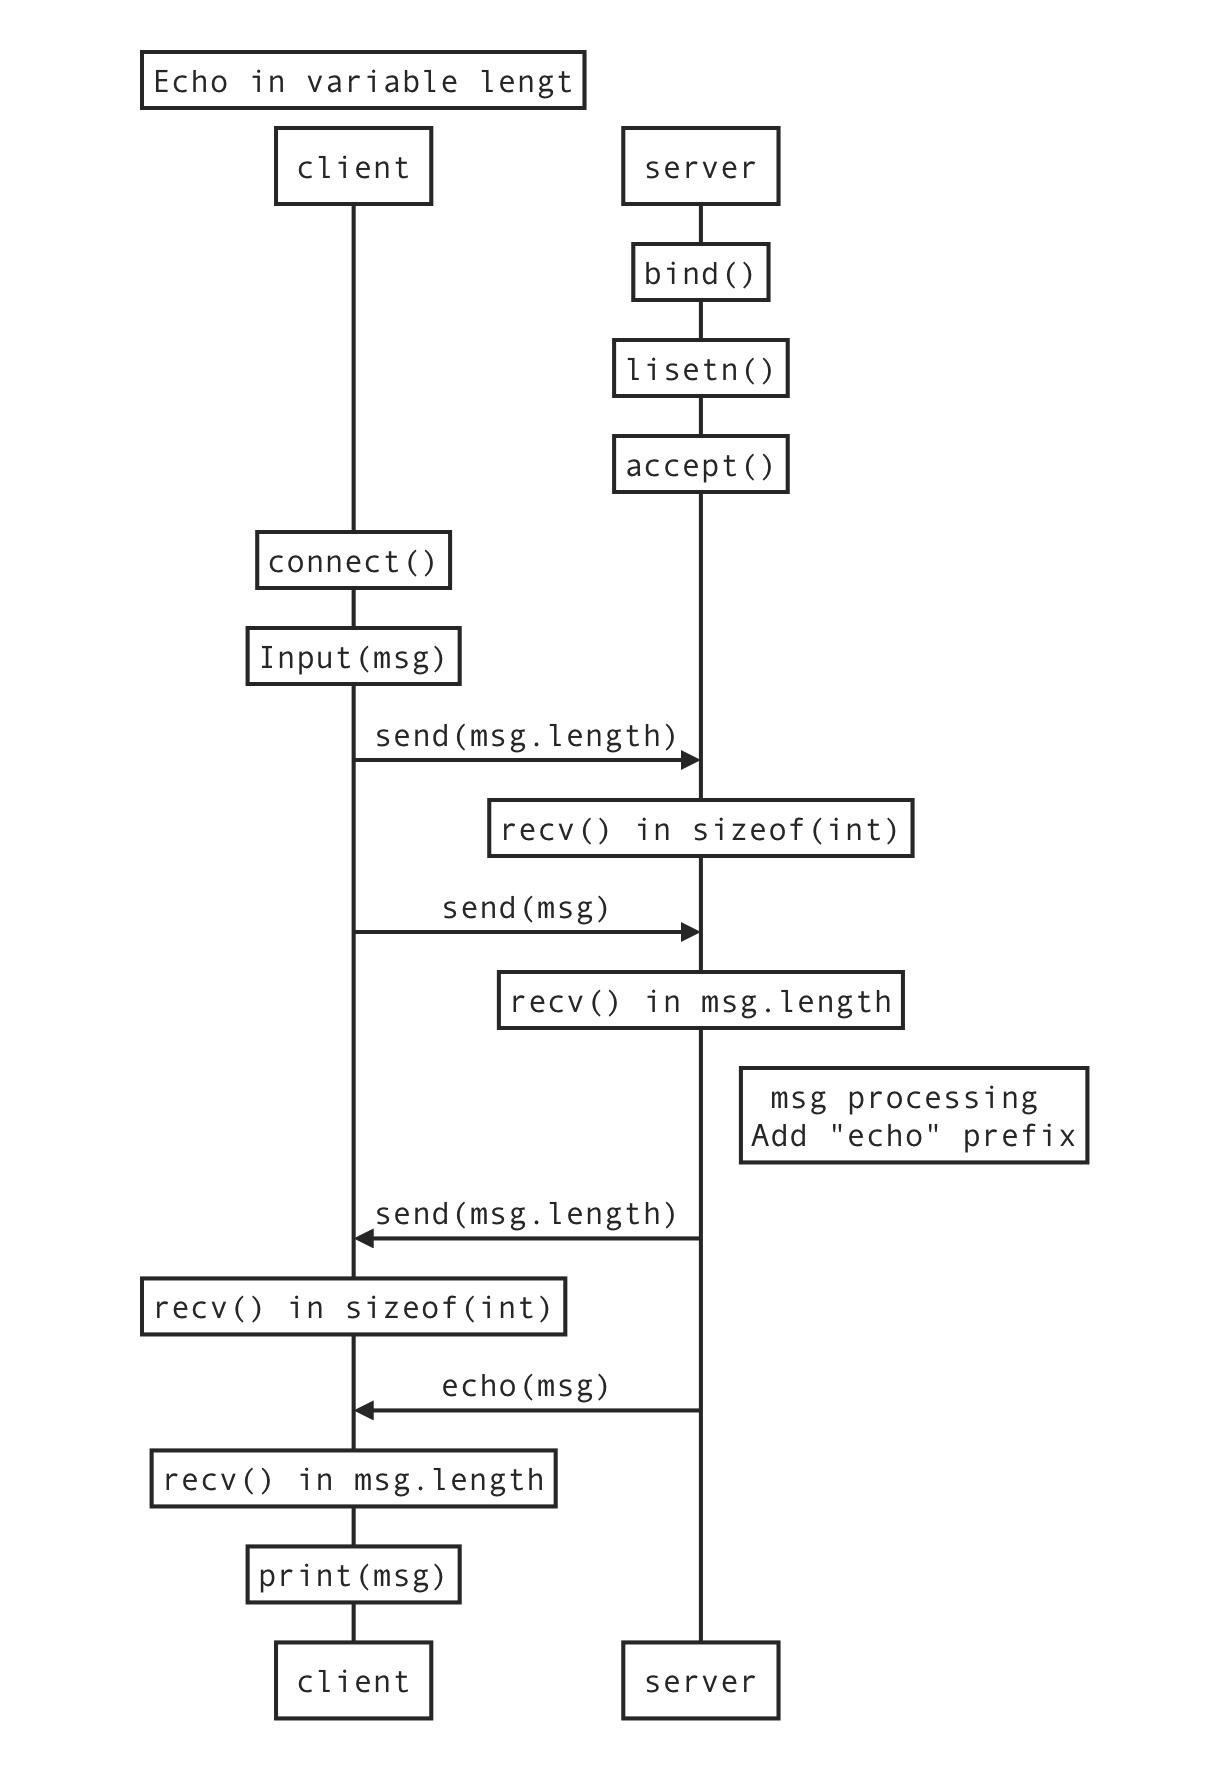 Echo in variable lengt
client
server
bind()
lisetn()
accept()
connect()
Input(msg)
send(msg.length)
recv() in sizeof(int)
send(msg)
recv() in msg.length
msg processing
Add "echo" prefix
send(msg.length)
recv() in sizeof(int)
echo(msg)
recv() in msg.length
print(msg)
client
server